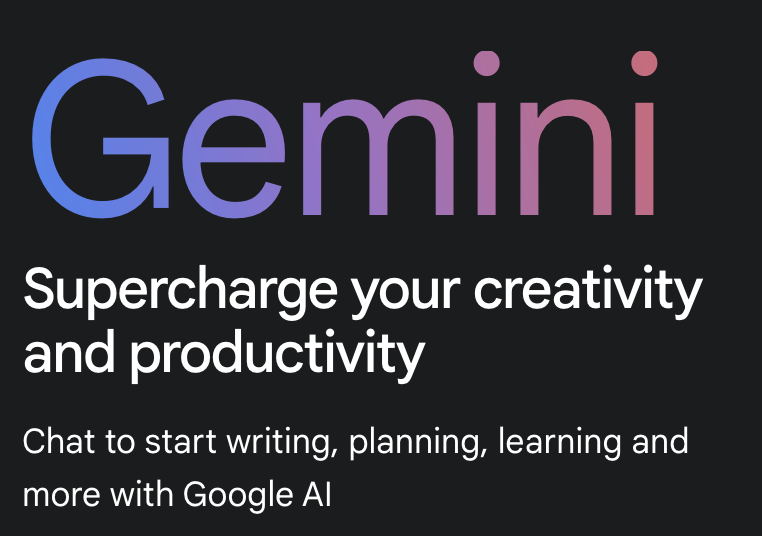 Gemini
Supercharge your creativity
and productivity
Chat to start writing, planning, learning and
more with Google AI